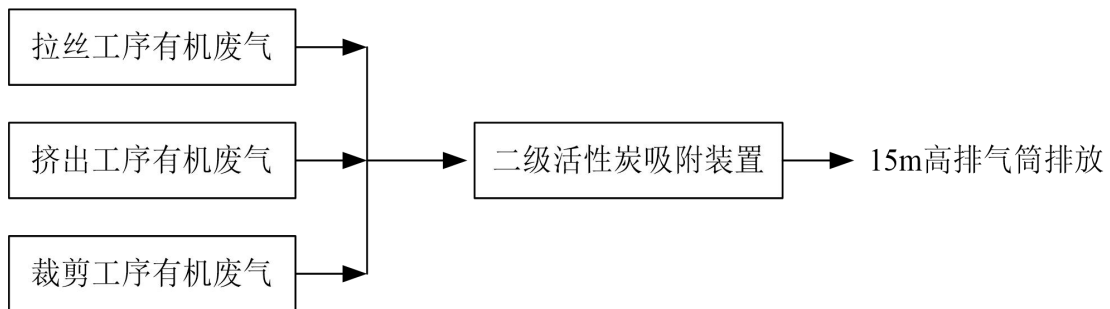 拉丝工序有机废气
挤出工序有机废气
二级活性炭吸附装置
15m高排气筒排放
裁剪工序有机废气